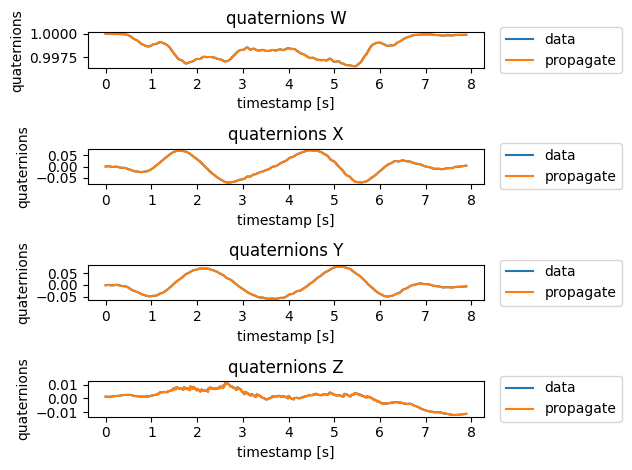 quaternions W
quaternions
1.0000
0.9975
0 1 2 3 4 5 6 7 8
timestamp [s]
data
propagate
quaternions X
quaternions
0.05
0.00
−0.05
0 1 2 3 4 5 6 7 8
timestamp [s]
data
propagate
quaternions Y
quaternions
0.05
0.00
−0.05
0 1 2 3 4 5 6 7 8
timestamp [s]
data
propagate
quaternions Z
quaternions
0.01
0.00
−0.01
0 1 2 3 4 5 6 7 8
timestamp [s]
data
propagate